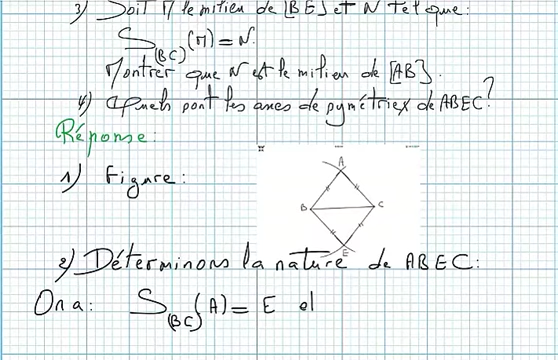 3) Soit M le milieu de [BE] et N tel que:
S(BC)(M) = N.
Montrer que N est le milieu de [AB].
4) Quels sont les axes de symétries de ABEC?
Réponse:
1) Figure:
A
B C
E
2) Déterminons la nature de ABEC:
On a: S(BC)(A) = E et